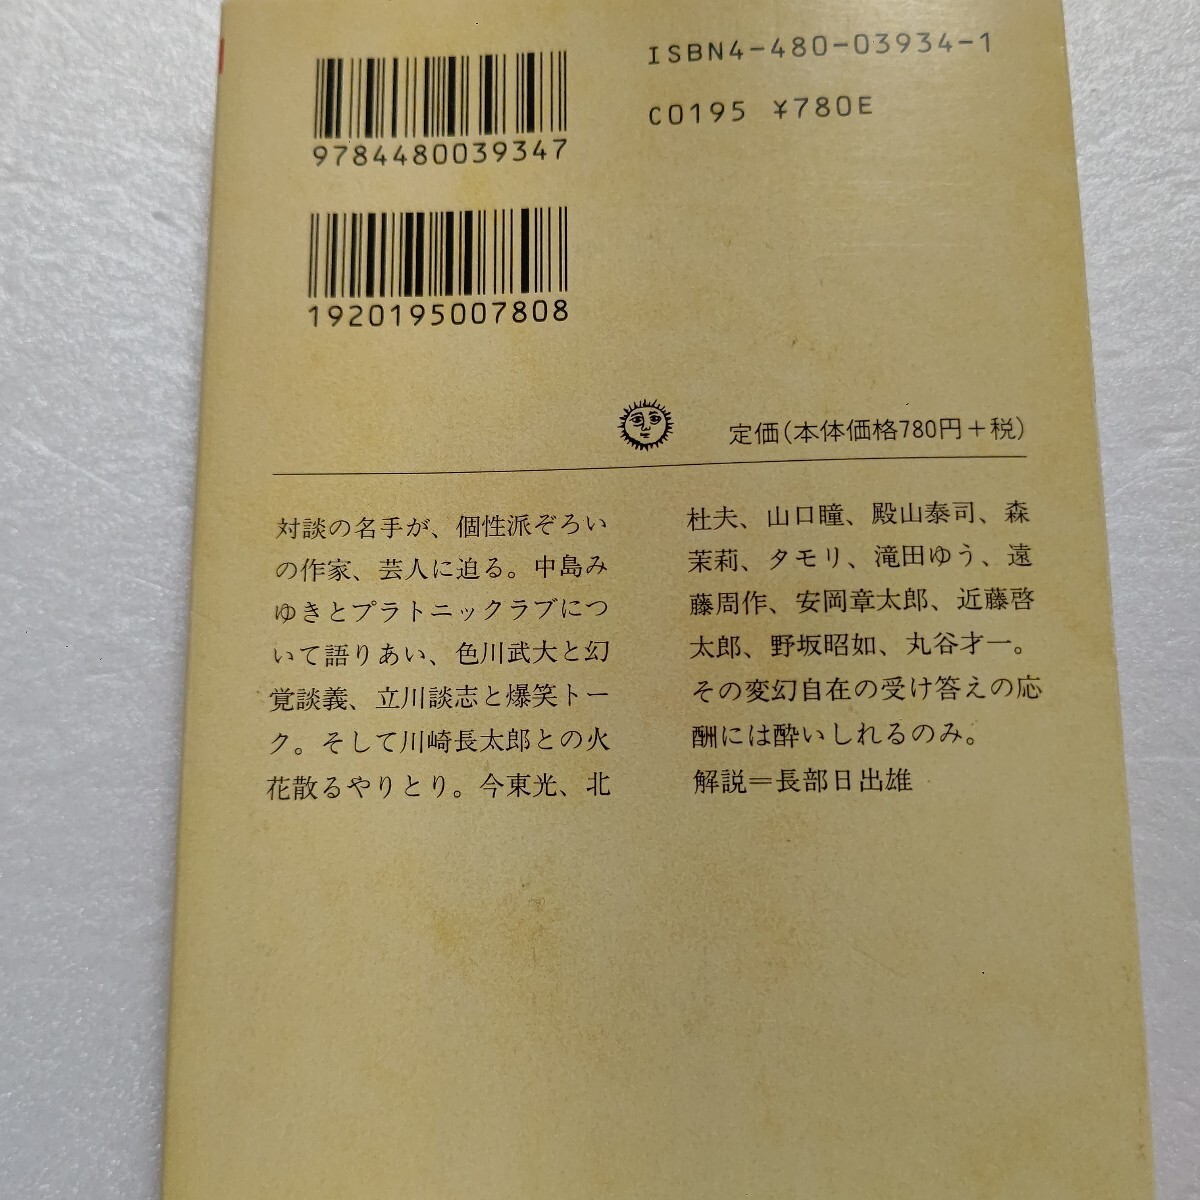 ISBN4-480-03934-1
C0195 ¥780E
9784480039347
1920195007808
定価(本体価格780円+税)
対談の名手が、個性派ぞろい
の作家、芸人に迫る。中島み
ゆきとプラトニックラブにつ
いて語りあい、色川武大と幻
覚談義、立川談志と爆笑トー
ク。そして川崎長太郎との火
花散るやりとり。今東光、北
杜夫、山口瞳、殿山泰司、森
茉莉、タモリ、滝田ゆう、遠
藤周作、安岡章太郎、近藤啓
太郎、野坂昭如、丸谷才一。
その変幻自在の受け答えの応
酬には酔いしれるのみ。
解説=長部日出雄